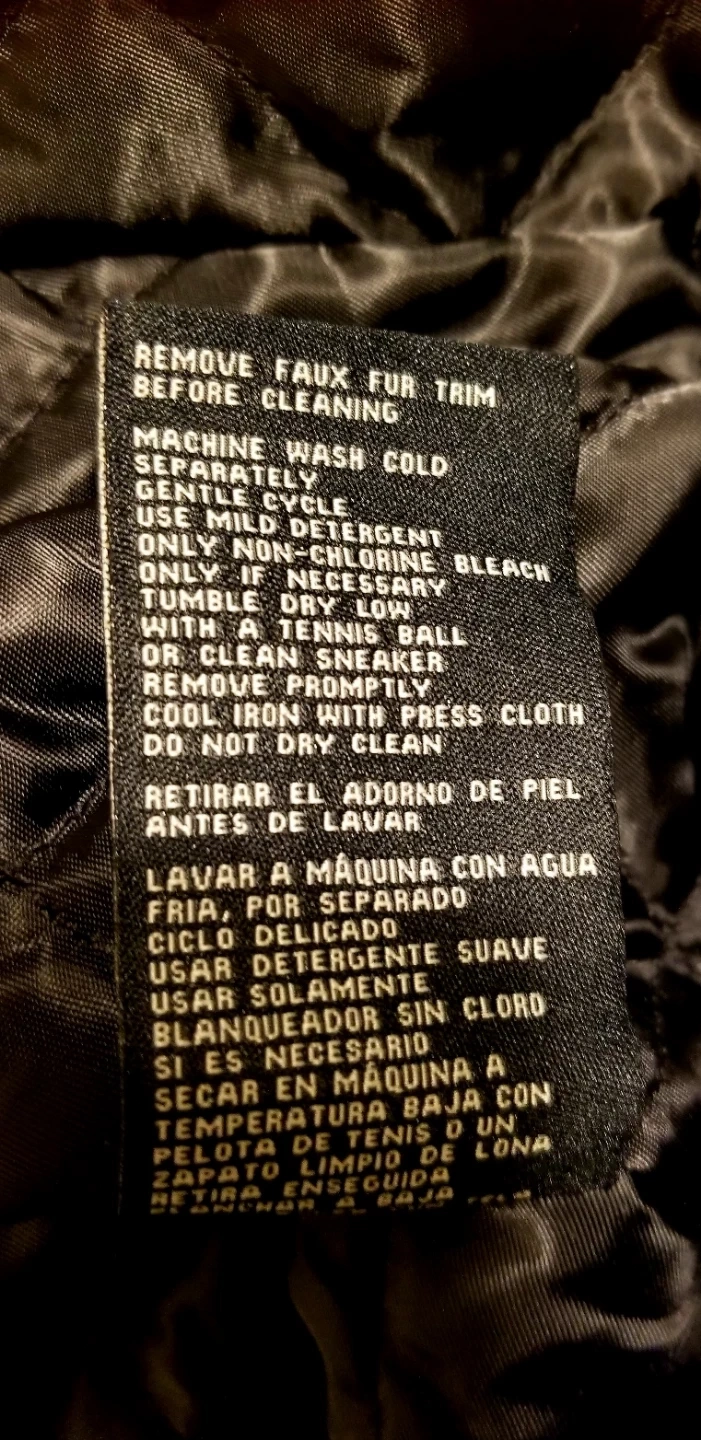 REMOVE FAUX FUR TRIM
BEFORE CLEANING
MACHINE WASH COLD
SEPARATELY
GENTLE CYCLE
USE MILD DETERGENT
ONLY NON-CHLORINE BLEACH
ONLY IF NECESSARY
TUMBLE DRY LOW
WITH A TENNIS BALL
OR CLEAN SNEAKER
REMOVE PROMPTLY
COOL IRON WITH PRESS CLOTH
DO NOT DRY CLEAN
RETIRAR EL ADORNO DE PIEL
ANTES DE LAVAR
LAVAR A MÁQUINA CON AGUA
FRIA, POR SEPARADO
CICLO DELICADO
USAR DETERGENTE SUAVE
USAR SOLAMENTE
BLANQUEADOR SIN CLORO
SI ES NECESARIO
SECAR EN MÁQUINA A
TEMPERATURA BAJA CON
PELOTA DE TENIS O UN
ZAPATO LIMPIO DE LONA
RETIRA ENSEGUIDA
PLANCHAR A BAJA